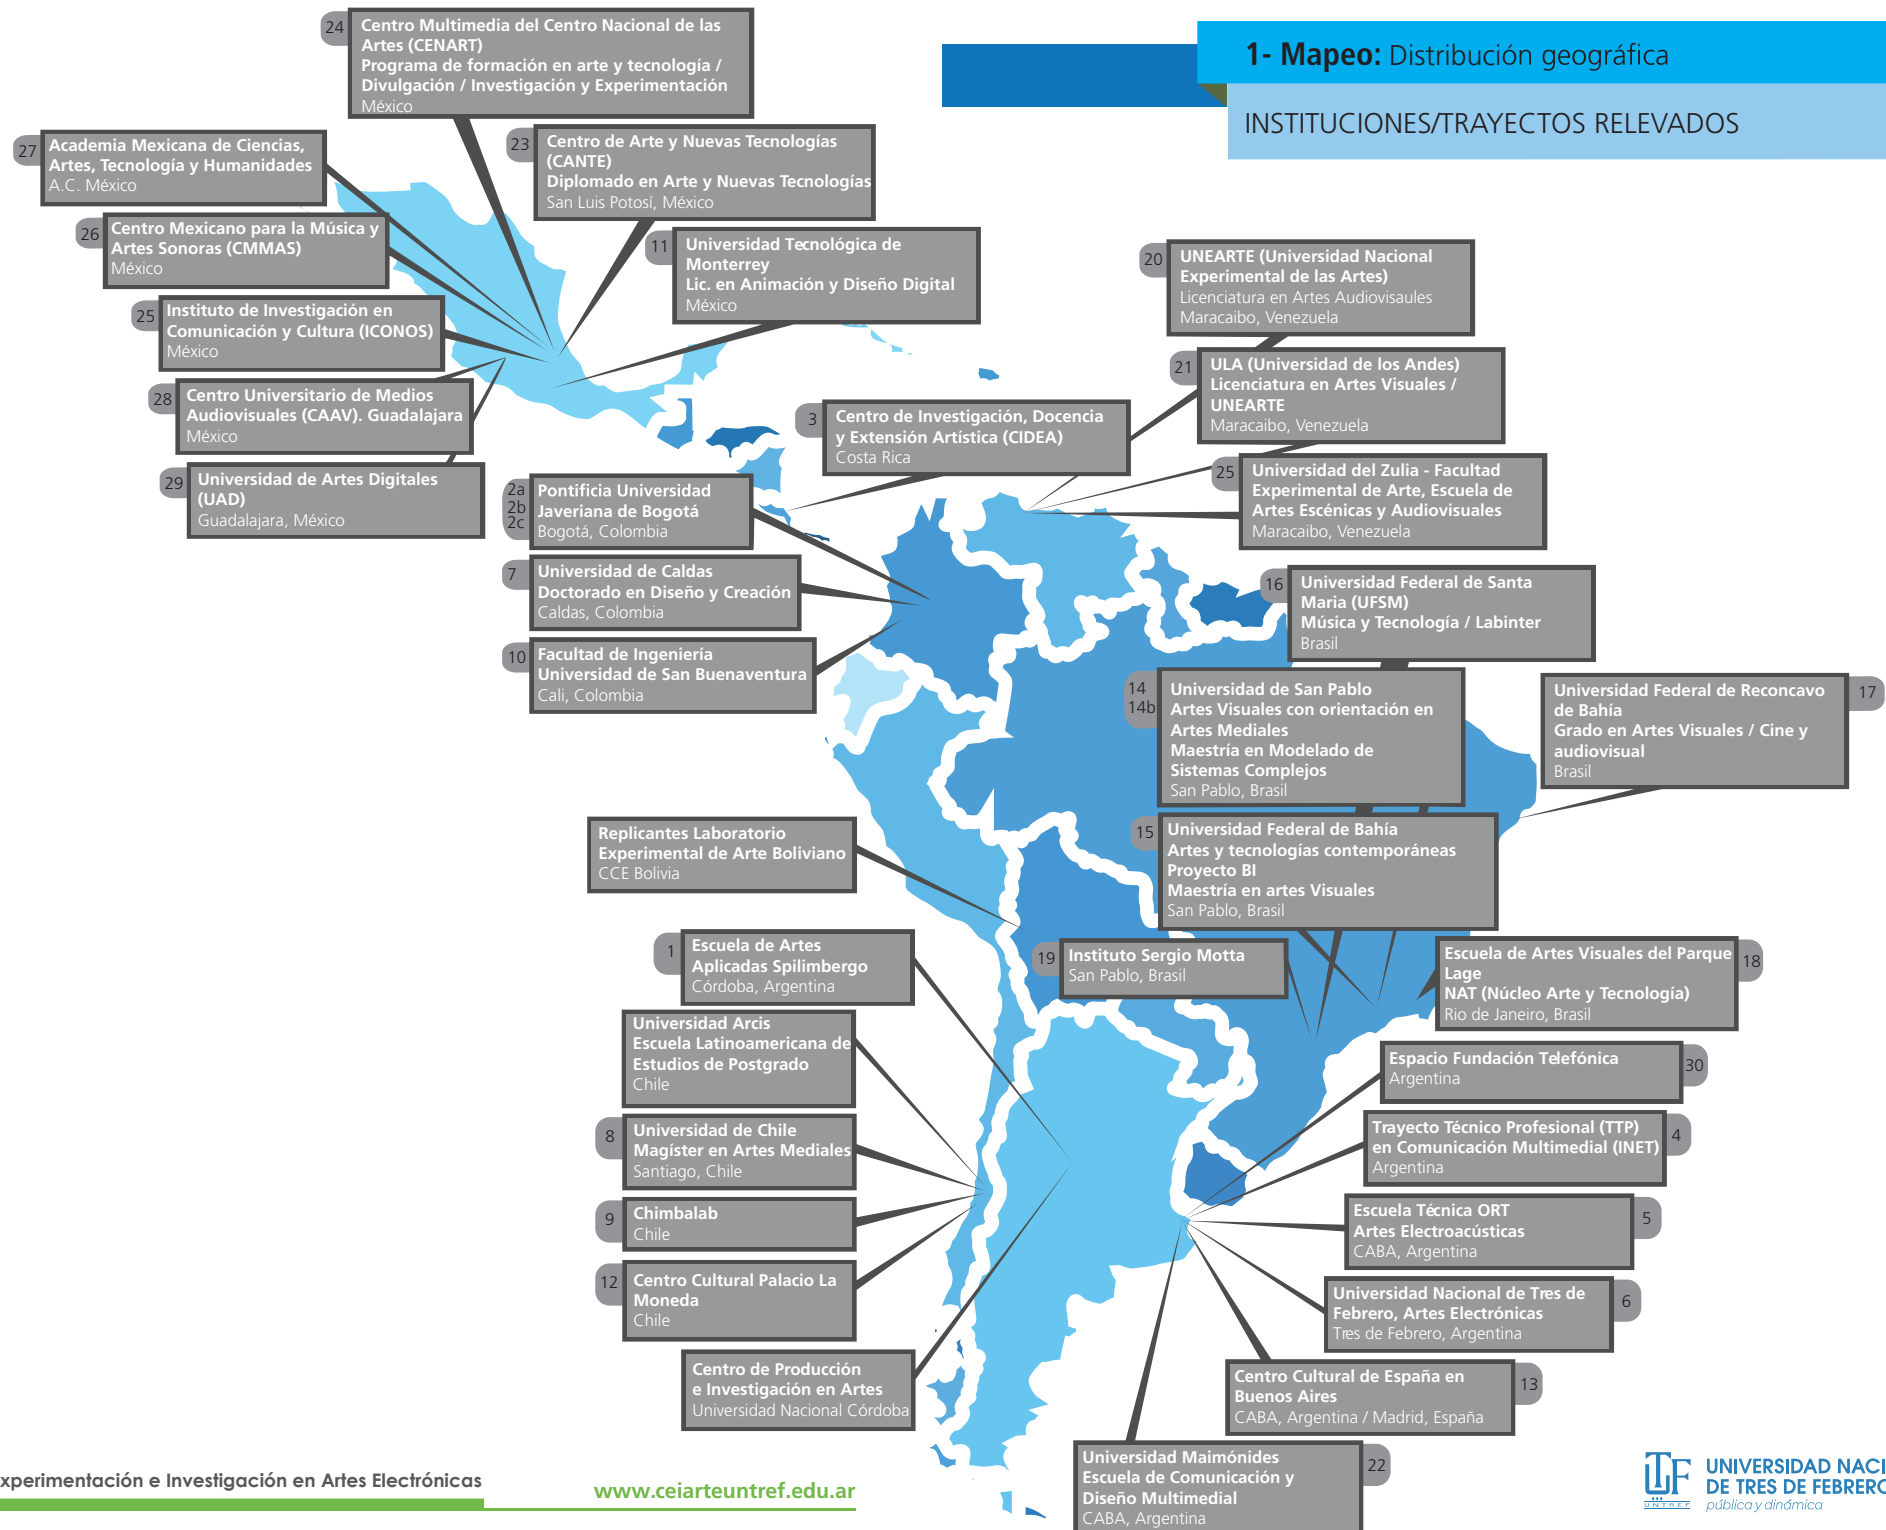 1- Mapeo: Distribución geográfica
INSTITUCIONES/TRAYECTOS RELEVADOS
24
Centro Multimedia del Centro Nacional de las
Artes (CENART)
Programa de formación en arte y tecnología /
Divulgación / Investigación y Experimentación
México
27
Academia Mexicana de Ciencias,
Artes, Tecnología y Humanidades
A.C. México
23
Centro de Arte y Nuevas Tecnologías
(CANTE)
Diplomado en Arte y Nuevas Tecnologías
San Luis Potosí, México
26
Centro Mexicano para la Música y
Artes Sonoras (CMMAS)
México
11
Universidad Tecnológica de
Monterrey
Lic. en Animación y Diseño Digital
México
25
Instituto de Investigación en
Comunicación y Cultura (ICONOS)
México
28
Centro Universitario de Medios
Audiovisuales (CAAV). Guadalajara
México
29
Universidad de Artes Digitales
(UAD)
Guadalajara, México
20
UNEARTE (Universidad Nacional
Experimental de las Artes)
Licenciatura en Artes Audiovisaules
Maracaibo, Venezuela
21
ULA (Universidad de los Andes)
Licenciatura en Artes Visuales /
UNEARTE
Maracaibo, Venezuela
3
Centro de Investigación, Docencia
y Extensión Artística (CIDEA)
Costa Rica
25
Universidad del Zulia - Facultad
Experimental de Arte, Escuela de
Artes Escénicas y Audiovisuales
Maracaibo, Venezuela
2a
2b
2c
Pontificia Universidad
Javeriana de Bogotá
Bogotá, Colombia
7
Universidad de Caldas
Doctorado en Diseño y Creación
Caldas, Colombia
10
Facultad de Ingeniería
Universidad de San Buenaventura
Cali, Colombia
16
Universidad Federal de Santa
Maria (UFSM)
Música y Tecnología / Labinter
Brasil
14
14b
Universidad de San Pablo
Artes Visuales con orientación en
Artes Mediales
Maestría en Modelado de
Sistemas Complejos
San Pablo, Brasil
17
Universidad Federal de Reconcavo
de Bahía
Grado en Artes Visuales / Cine y
audiovisual
Brasil
15
Universidad Federal de Bahía
Artes y tecnologías contemporáneas
Proyecto BI
Maestría en artes Visuales
San Pablo, Brasil
Replicantes Laboratorio
Experimental de Arte Boliviano
CCE Bolivia
1
Escuela de Artes
Aplicadas Spilimbergo
Córdoba, Argentina
19
Instituto Sergio Motta
San Pablo, Brasil
18
Escuela de Artes Visuales del Parque
Lage
NAT (Núcleo Arte y Tecnología)
Rio de Janeiro, Brasil
Universidad Arcis
Escuela Latinoamericana de
Estudios de Postgrado
Chile
30
Espacio Fundación Telefónica
Argentina
8
Universidad de Chile
Magíster en Artes Mediales
Santiago, Chile
4
Trayecto Técnico Profesional (TTP)
en Comunicación Multimedial (INET)
Argentina
9
Chimbalab
Chile
5
Escuela Técnica ORT
Artes Electroacústicas
CABA, Argentina
12
Centro Cultural Palacio La
Moneda
Chile
6
Universidad Nacional de Tres de
Febrero, Artes Electrónicas
Tres de Febrero, Argentina
Centro de Producción
e Investigación en Artes
Universidad Nacional Córdoba
13
Centro Cultural de España en
Buenos Aires
CABA, Argentina / Madrid, España
22
Universidad Maimónides
Escuela de Comunicación y
Diseño Multimedial
CABA, Argentina
xperimentación e Investigación en Artes Electrónicas
www.ceiarteuntref.edu.ar
UNTREF
UNIVERSIDAD NACI
DE TRES DE FEBRERO
pública y dinámica